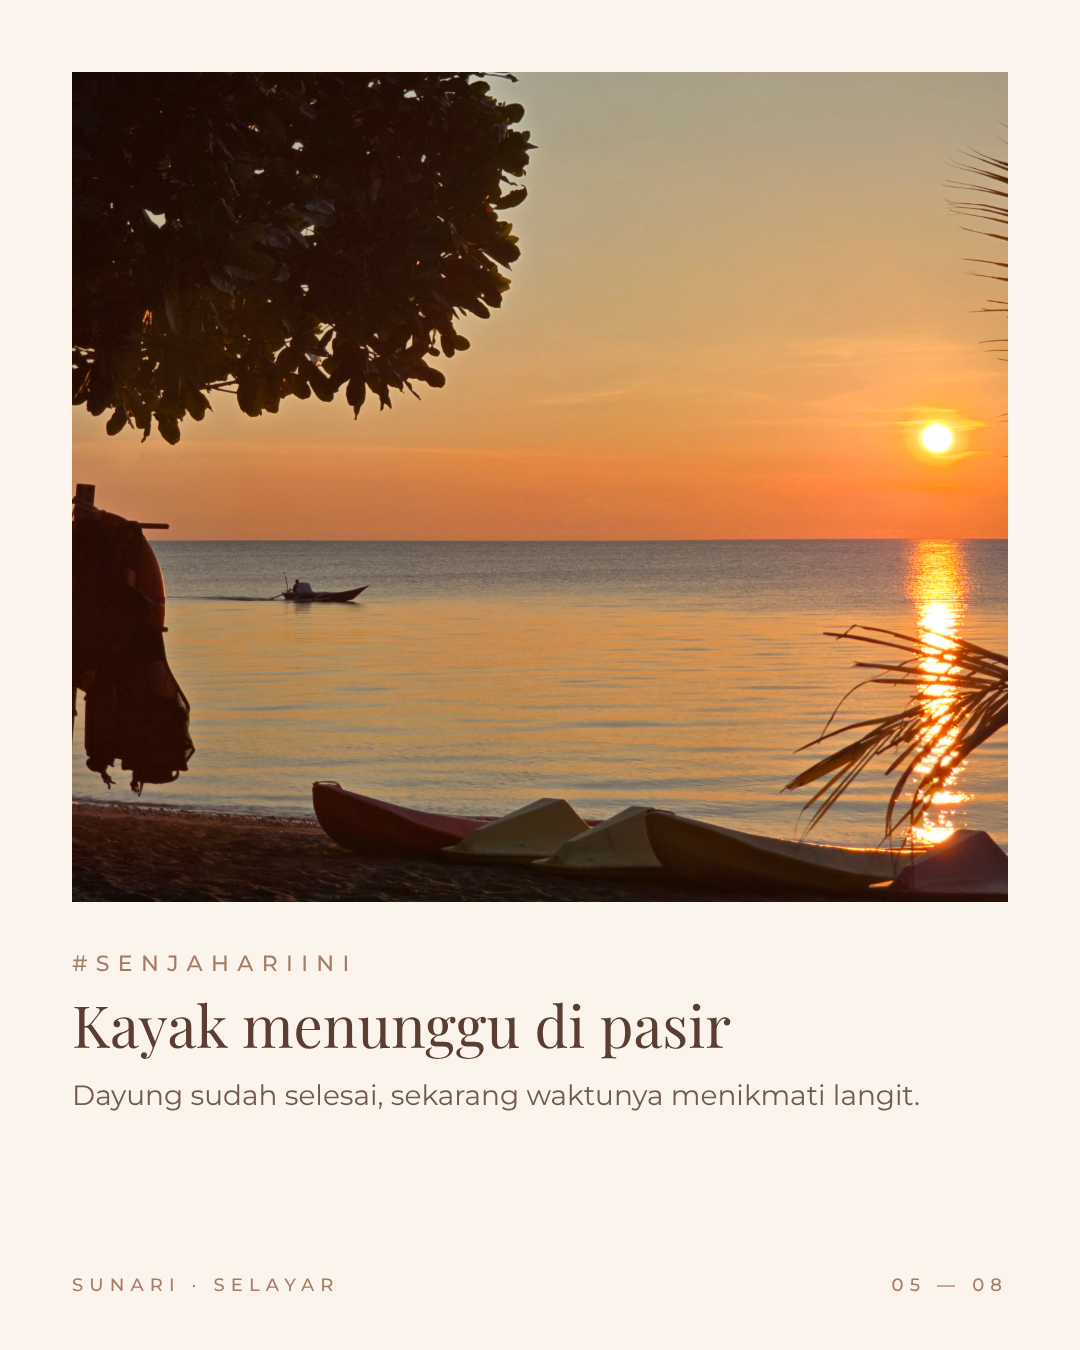 #SENJAHARIINI
Kayak menunggu di pasir
Dayung sudah selesai, sekarang waktunya menikmati langit.
SUNARI · SELAYAR
05 — 08